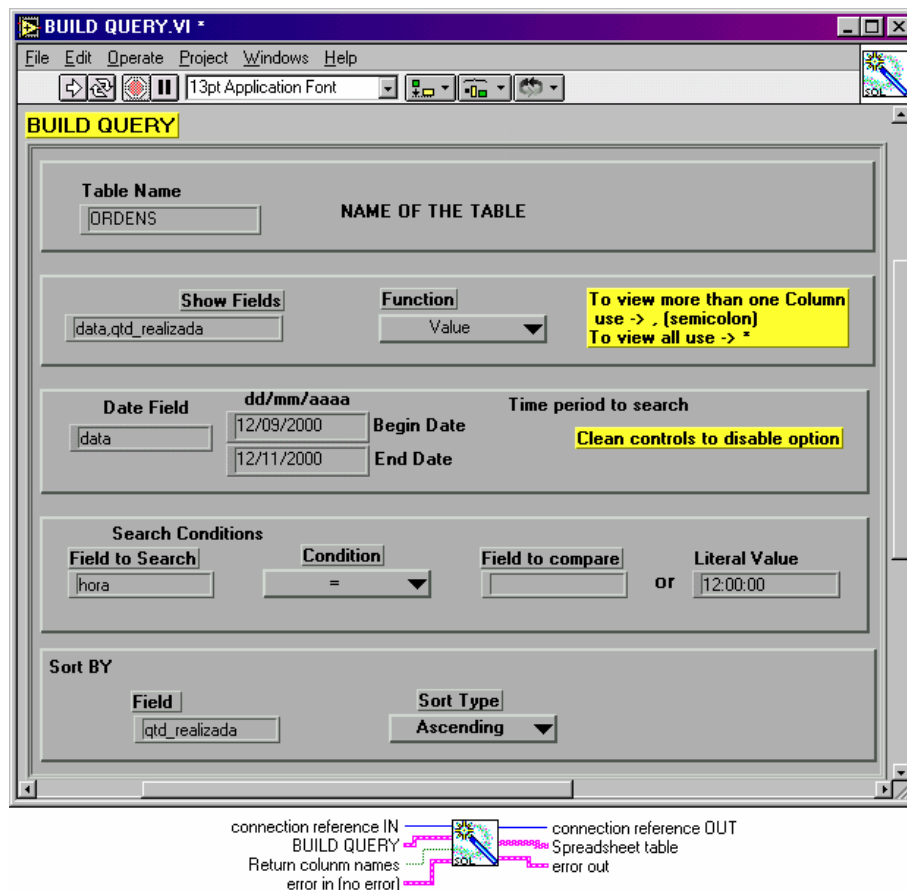 BUILD QUERY.VI *
File Edit Operate Project Windows Help
13pt Application Font
SQL
BUILD QUERY
Table Name
ORDENS
NAME OF THE TABLE
Show Fields
data,qtd_realizada
Function
Value
To view more than one Column
use -> , (semicolon)
To view all use -> *
Date Field
data
dd/mm/aaaa
12/09/2000 Begin Date
12/11/2000 End Date
Time period to search
Clean controls to disable option
Search Conditions
Field to Search Condition Field to compare Literal Value
hora = or 12:00:00
Sort BY
Field Sort Type
qtd_realizada Ascending
connection reference IN
BUILD QUERY
Return colunm names
error in (no error)
SQL
connection reference OUT
Spreadsheet table
error out